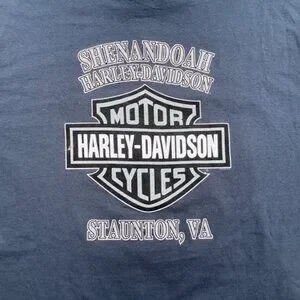 SHENANDOAH
HARLEY-DAVIDSON
MOTOR
HARLEY-DAVIDSON
CYCLES
STAUNTON, VA